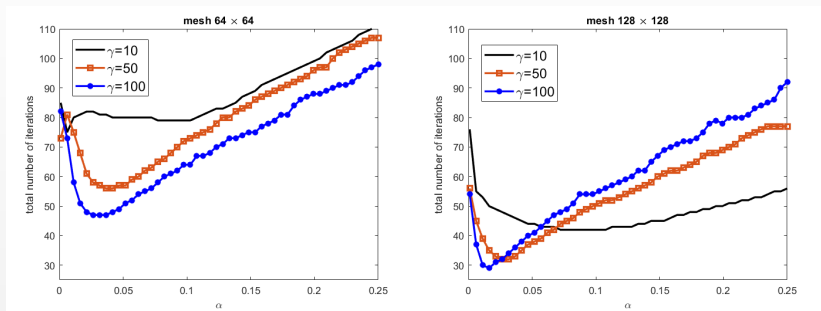 mesh 64 × 64
110
100
90
80
70
60
50
40
30
total number of iterations
γ=10
γ=50
γ=100
0
0.05
0.1
0.15
0.2
0.25
α
mesh 128 × 128
110
100
90
80
70
60
50
40
30
total number of iterations
γ=10
γ=50
γ=100
0
0.05
0.1
0.15
0.2
0.25
α